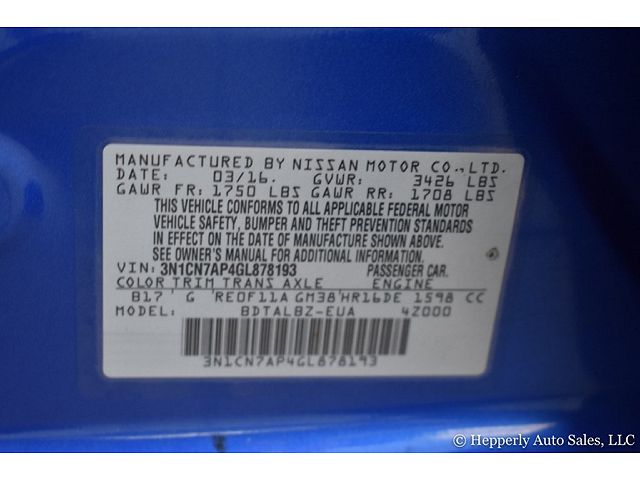 MANUFACTURED BY NISSAN MOTOR CO.,LTD.
DATE: 03/16. GVWR: 3426 LBS
GAWR FR: 1750 LBS GAWR RR: 1708 LBS
THIS VEHICLE CONFORMS TO ALL APPLICABLE FEDERAL MOTOR
VEHICLE SAFETY, BUMPER AND THEFT PREVENTION STANDARDS
IN EFFECT ON THE DATE OF MANUFACTURE SHOWN ABOVE.
SEE OWNER'S MANUAL FOR ADDITIONAL INFORMATION.
VIN: 3N1CN7AP4GL878193 PASSENGER CAR.
COLOR TRIM TRANS AXLE ENGINE
B17 G RE0F11A GM38 HR16DE 1598 CC
MODEL: BDTALBZ-EUA 4Z000
3N1CN7AP4GL878193
© Hepperly Auto Sales, LLC